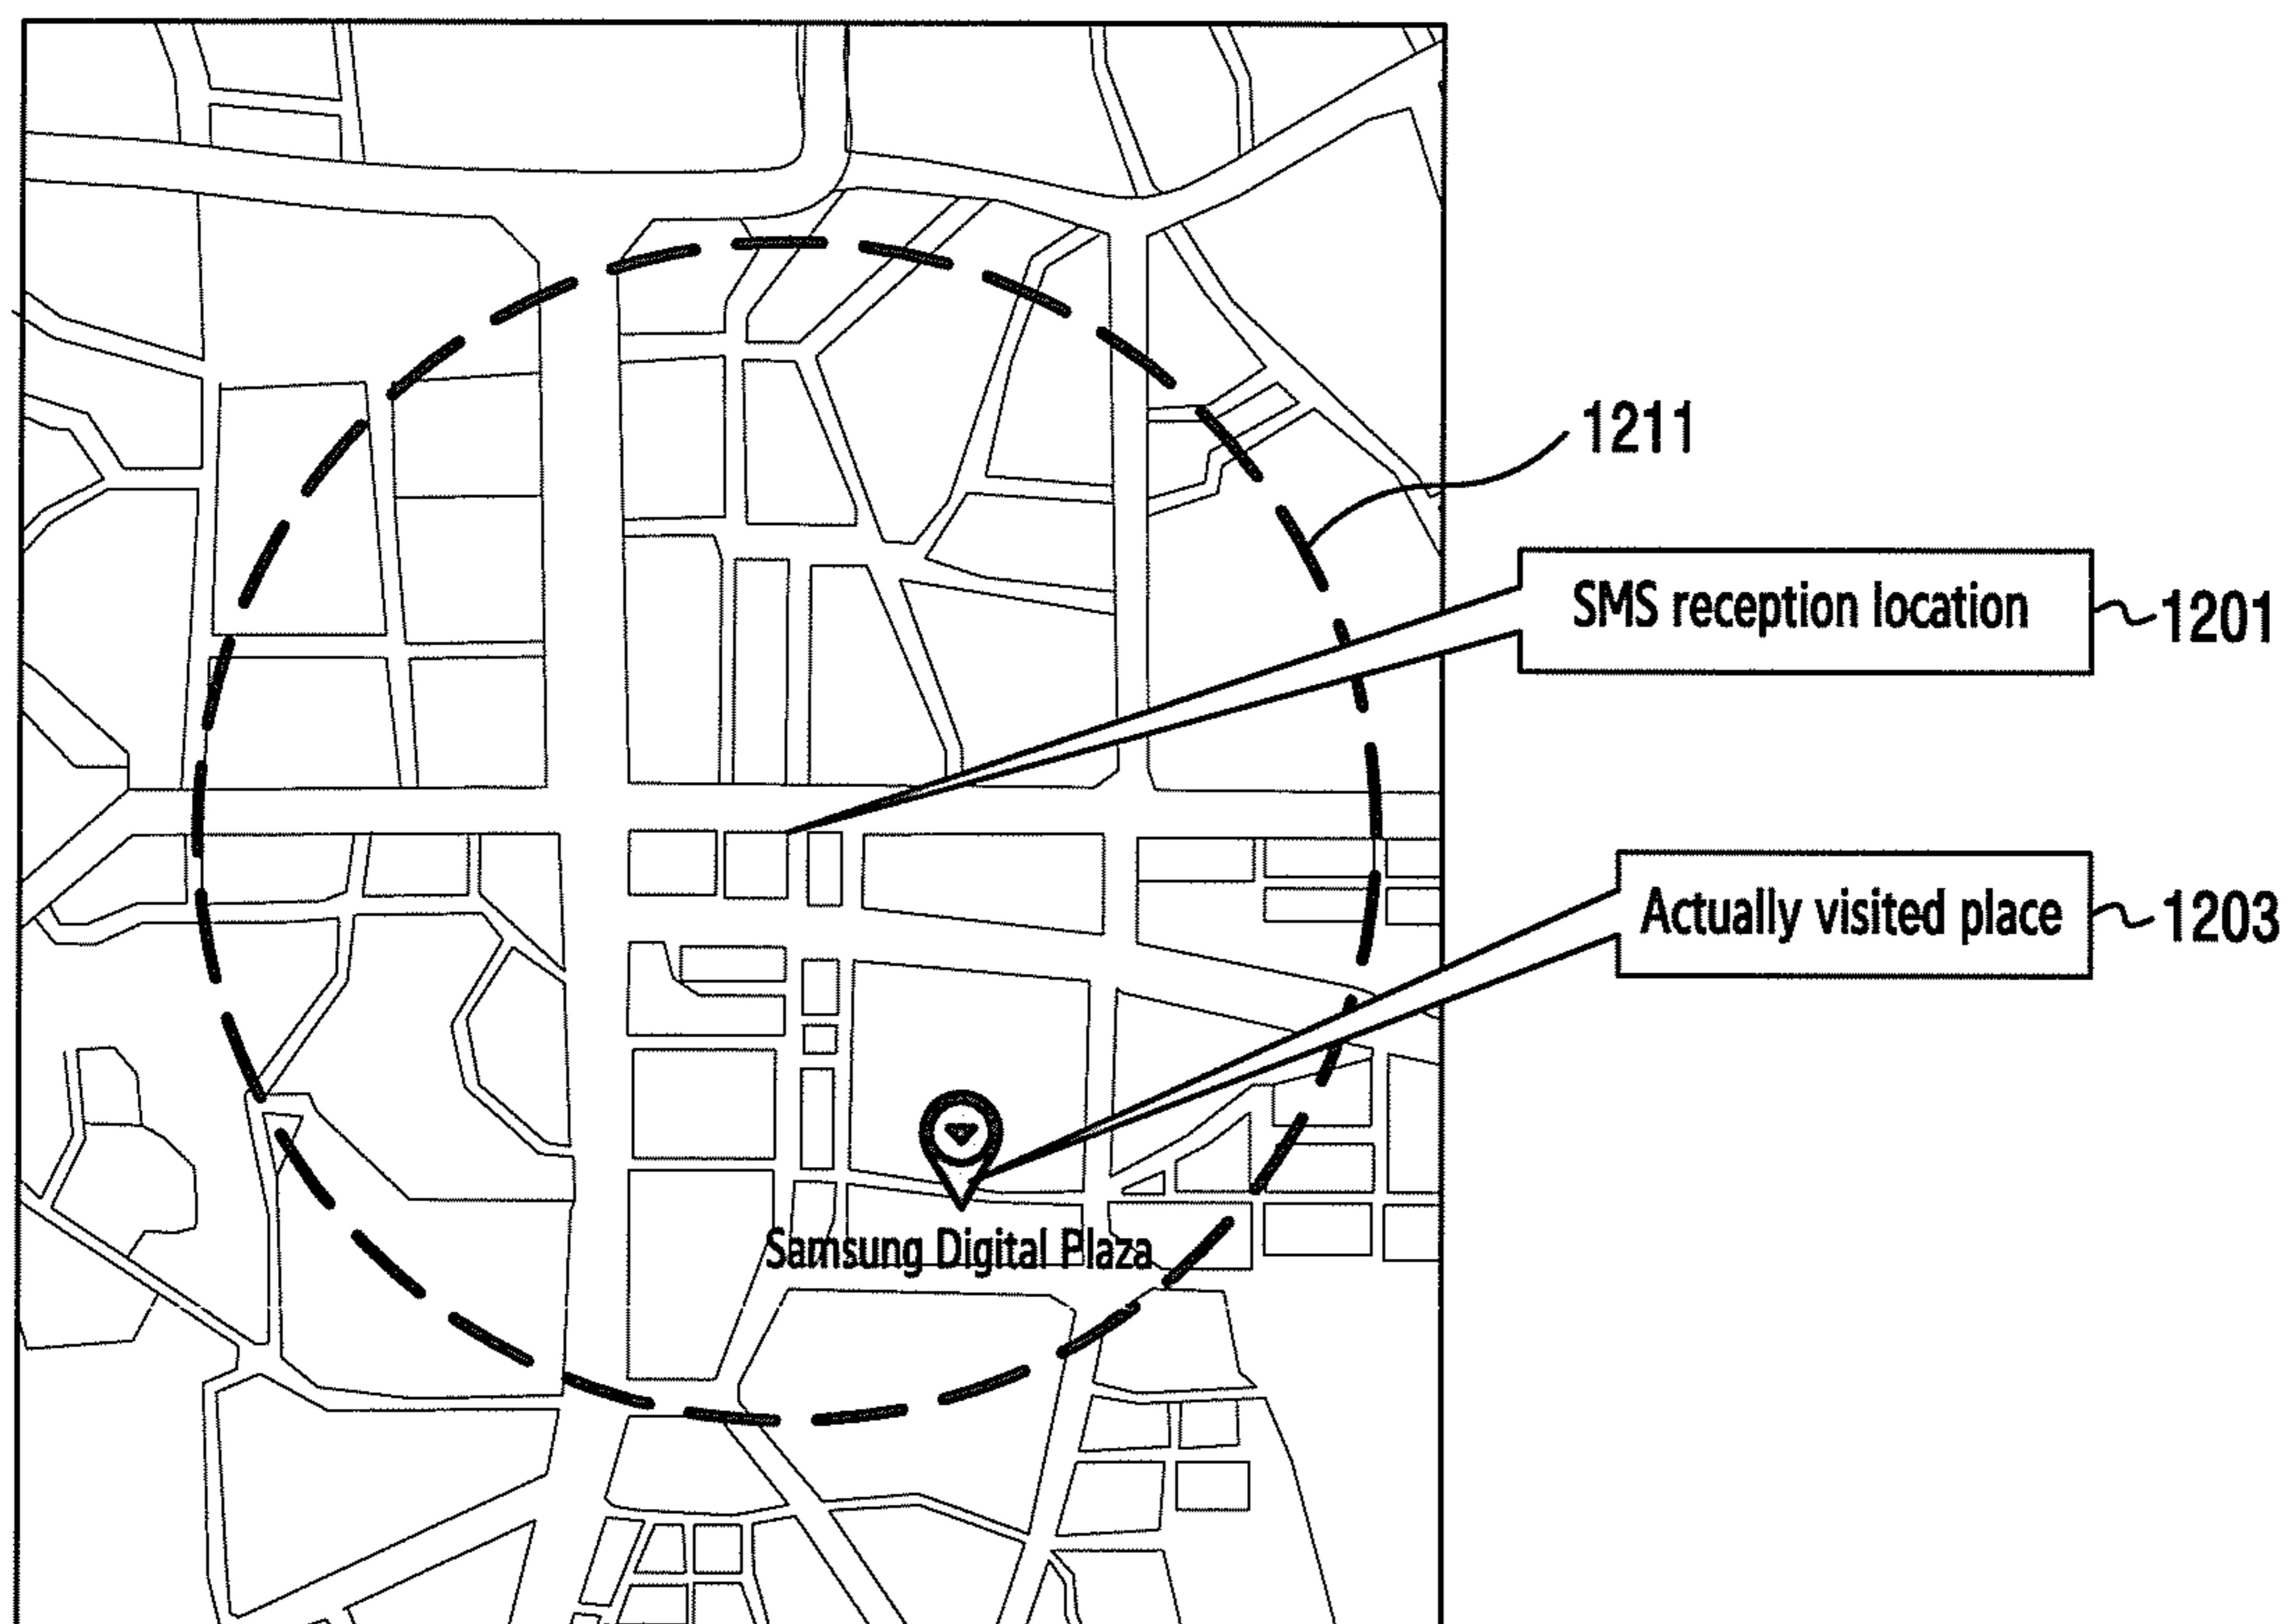 1211
SMS reception location
1201
Actually visited place
1203
Samsung Digital Plaza